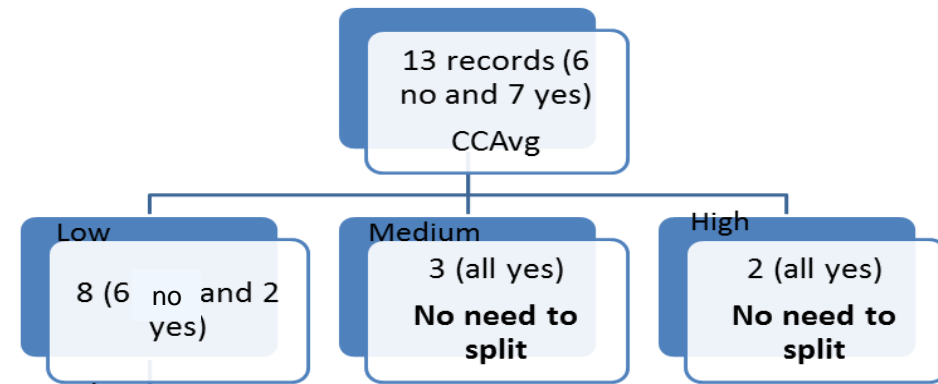 13 records (6
no and 7 yes)
CCAvg
Low
8 (6 no and 2
yes)
Medium
3 (all yes)
No need to
split
High
2 (all yes)
No need to
split